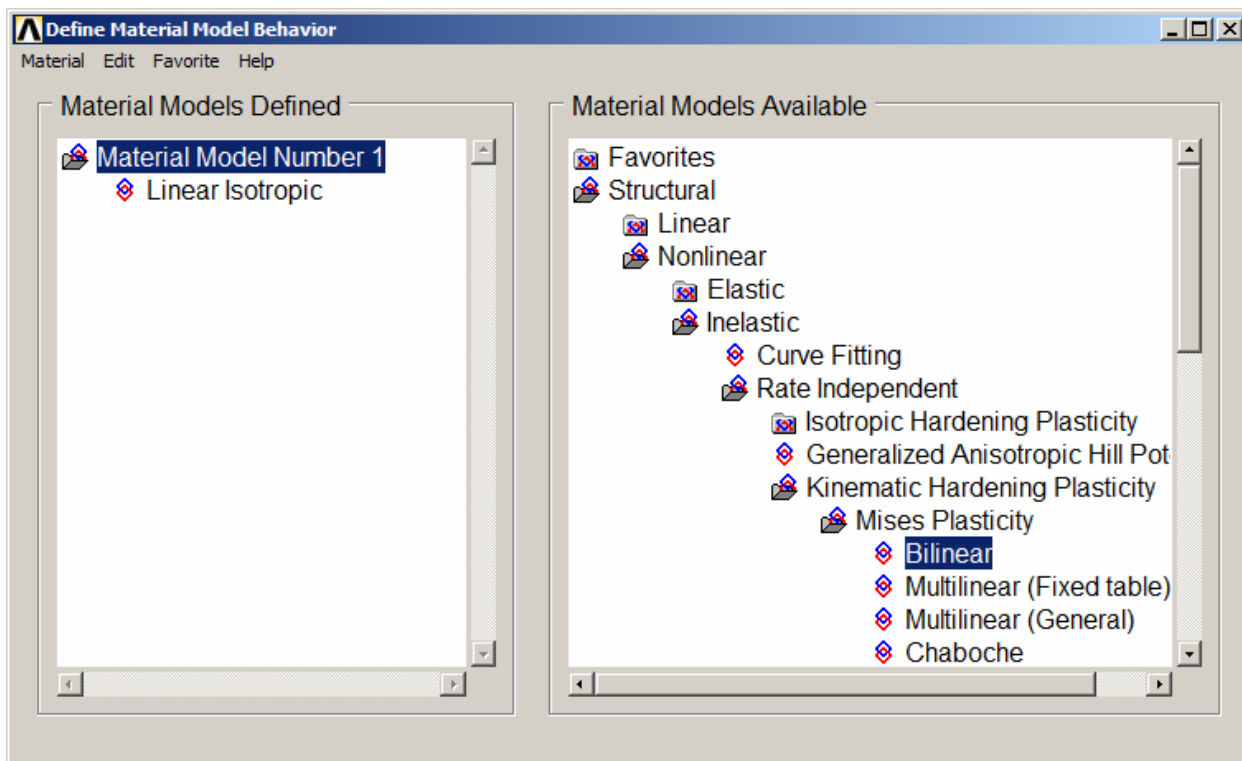 Define Material Model Behavior
Material Edit Favorite Help
Material Models Defined
Material Model Number 1
Linear Isotropic
Material Models Available
Favorites
Structural
Linear
Nonlinear
Elastic
Inelastic
Curve Fitting
Rate Independent
Isotropic Hardening Plasticity
Generalized Anisotropic Hill Pot
Kinematic Hardening Plasticity
Mises Plasticity
Bilinear
Multilinear (Fixed table)
Multilinear (General)
Chaboche